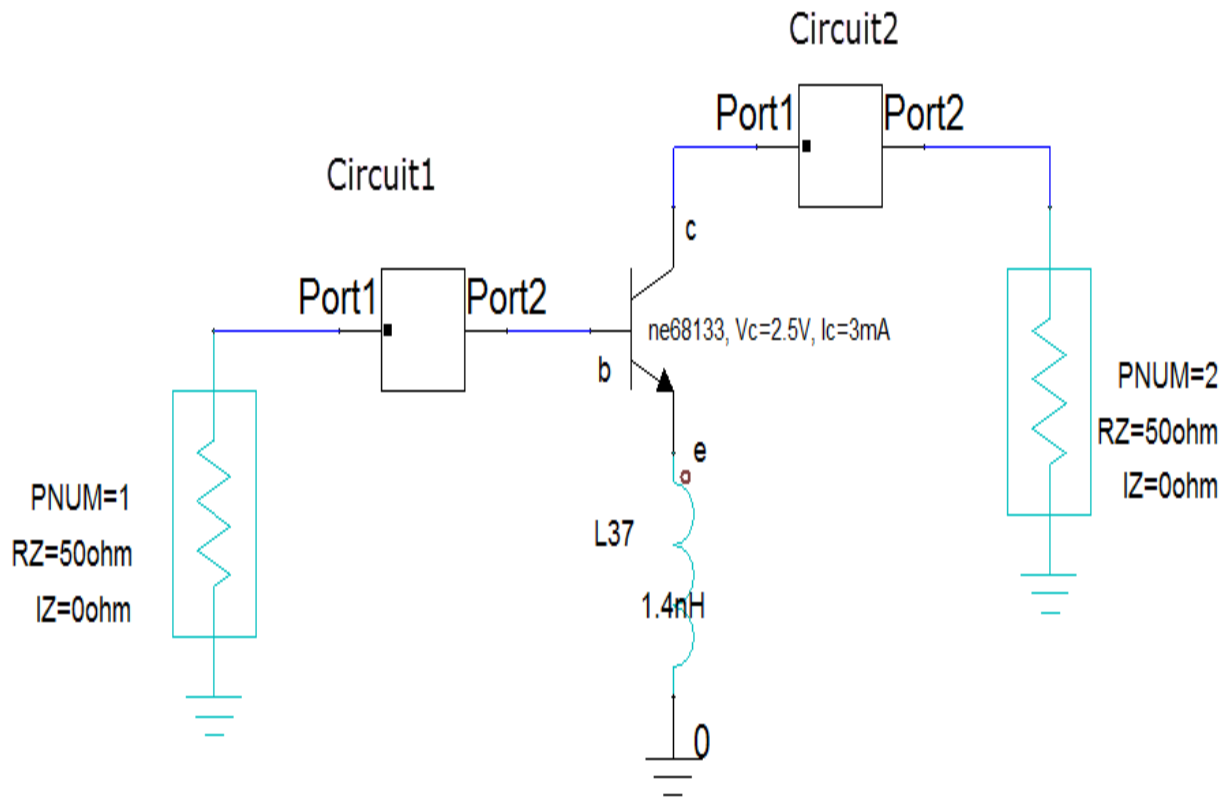 Circuit2
Port1
Port2
Circuit1
c
Port1
Port2
ne68133, Vc=2.5V, Ic=3mA
b
PNUM=2
RZ=50ohm
IZ=0ohm
e
PNUM=1
RZ=50ohm
IZ=0ohm
L37
1.4nH
0